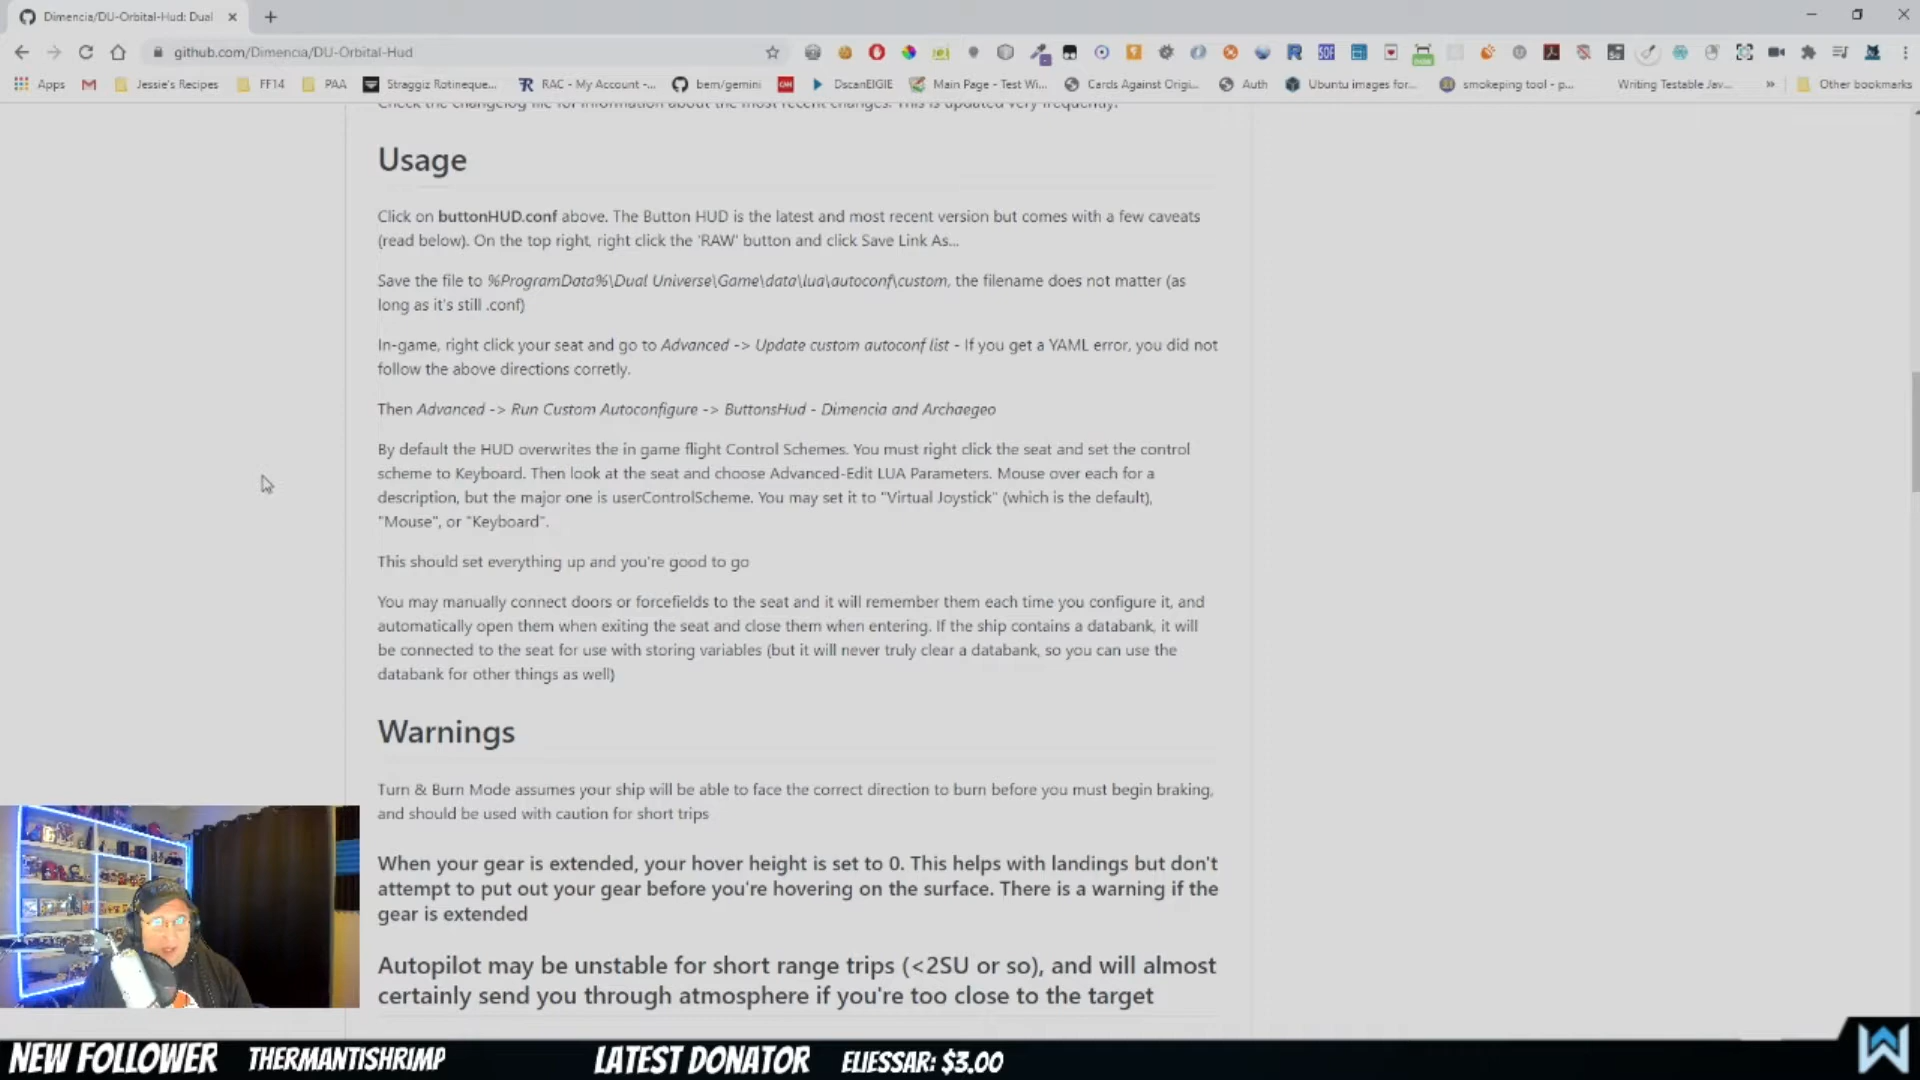 Dimencia/DU-Orbital-Hud: Dual
github.com/Dimencia/DU-Orbital-Hud
Apps
Jessie's Recipes
FF14
PAA
Straggiz Rotineque...
RAC - My Account -...
bem/gemini
DscanEIGIE
Main Page - Test Wi...
Cards Against Origi...
Auth
Ubuntu images for...
smokeping tool - p...
Writing Testable Jav...
»
Other bookmarks
Check the changelog file for information about the most recent changes. This is updated very frequently.
Usage
Click on buttonHUD.conf above. The Button HUD is the latest and most recent version but comes with a few caveats
(read below). On the top right, right click the 'RAW' button and click Save Link As...
Save the file to %ProgramData%\Dual Universe\Game\data\lua\autoconf\custom, the filename does not matter (as
long as it's still .conf)
In-game, right click your seat and go to Advanced -> Update custom autoconf list - If you get a YAML error, you did not
follow the above directions corretly.
Then Advanced -> Run Custom Autoconfigure -> ButtonsHud - Dimencia and Archaegeo
By default the HUD overwrites the in game flight Control Schemes. You must right click the seat and set the control
scheme to Keyboard. Then look at the seat and choose Advanced-Edit LUA Parameters. Mouse over each for a
description, but the major one is userControlScheme. You may set it to "Virtual Joystick" (which is the default),
"Mouse", or "Keyboard".
This should set everything up and you're good to go
You may manually connect doors or forcefields to the seat and it will remember them each time you configure it, and
automatically open them when exiting the seat and close them when entering. If the ship contains a databank, it will
be connected to the seat for use with storing variables (but it will never truly clear a databank, so you can use the
databank for other things as well)
Warnings
Turn & Burn Mode assumes your ship will be able to face the correct direction to burn before you must begin braking,
and should be used with caution for short trips
When your gear is extended, your hover height is set to 0. This helps with landings but don't
attempt to put out your gear before you're hovering on the surface. There is a warning if the
gear is extended
Autopilot may be unstable for short range trips (<2SU or so), and will almost
certainly send you through atmosphere if you're too close to the target
NEW FOLLOWER THERMANTISHRIMP LATEST DONATOR ELIESSAR: $3.00